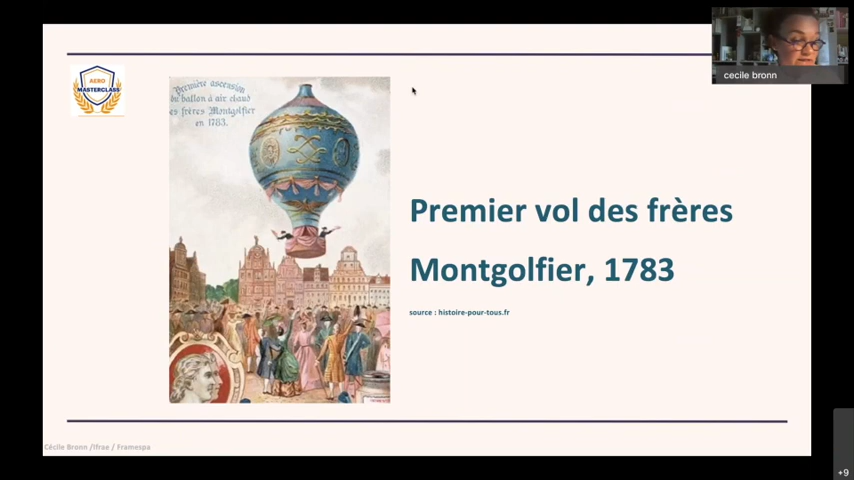 AERO
MASTERCLASS
Première ascension
du ballon à air chaud
des frères Montgolfier
en 1783.
Premier vol des frères
Montgolfier, 1783
source : histoire-pour-tous.fr
cecile bronn
Cécile Bronn /Ifrae / Framespa
+9